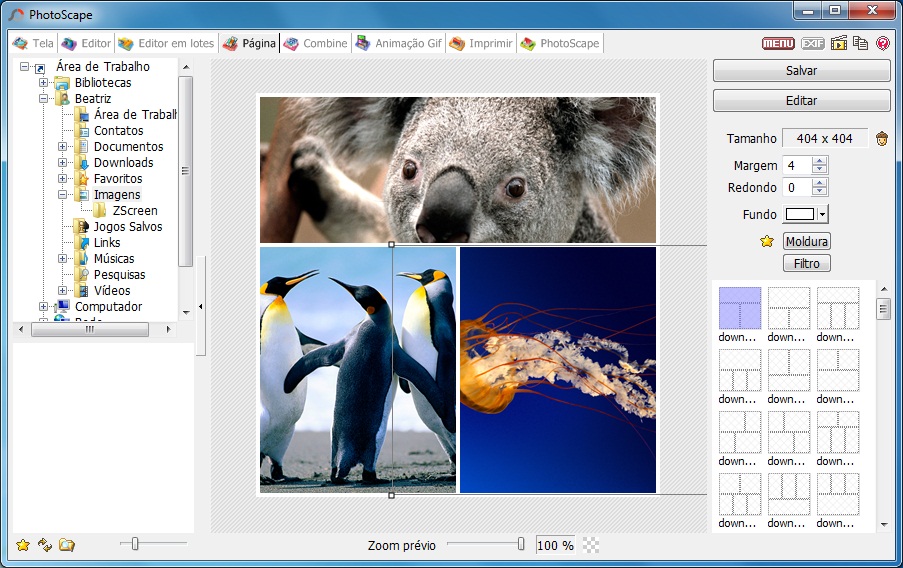 PhotoScape
Tela Editor Editor em lotes Página Combine Animação Gif Imprimir PhotoScape MENU EXIF
Área de Trabalho
Bibliotecas
Beatriz
Área de Trabalh
Contatos
Documentos
Downloads
Favoritos
Imagens
ZScreen
Jogos Salvos
Links
Músicas
Pesquisas
Vídeos
Computador
Salvar
Editar
Tamanho 404 x 404
Margem 4
Redondo 0
Fundo
Moldura
Filtro
down... down... down...
down... down... down...
down... down... down...
down... down... down...
Zoom prévio 100 %